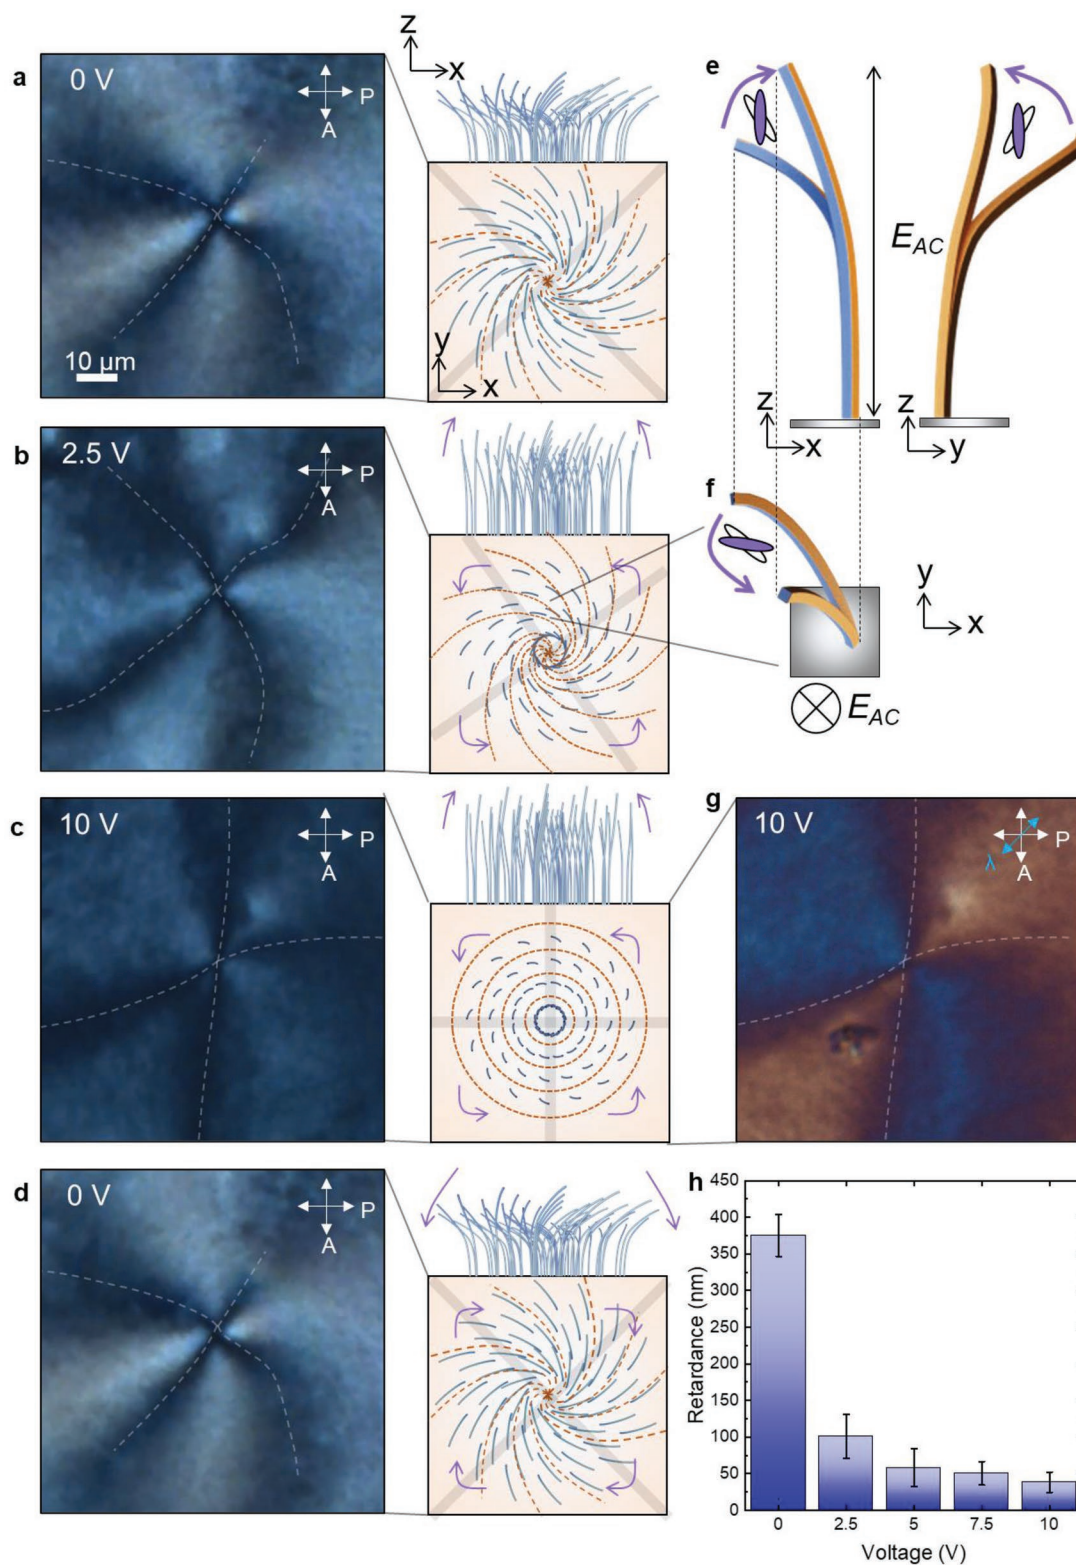 a
0 V
P
A
10 µm
z
x
y
x
b
2.5 V
P
A
c
10 V
P
A
d
0 V
P
A
e
E_AC
z
x
z
y
f
y
x
E_AC
g
10 V
P
A
λ
h
Retardance (nm)
450
400
350
300
250
200
150
100
50
0
0 2.5 5 7.5 10
Voltage (V)